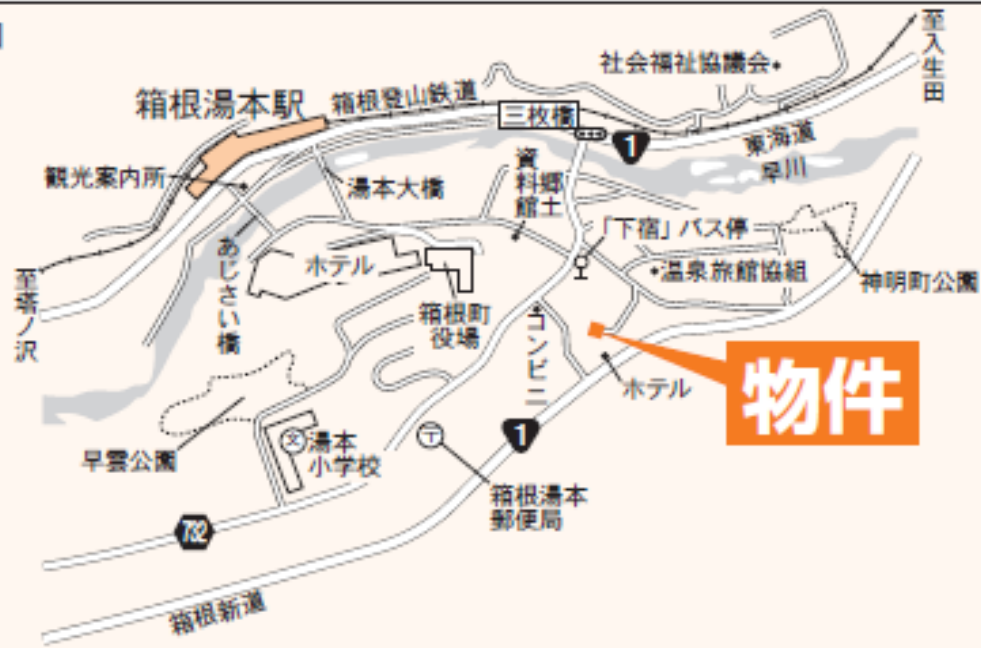 至入生田
社会福祉協議会
箱根湯本駅
箱根登山鉄道
三枚橋
1
東海道
早川
観光案内所
湯本大橋
資料館
郷土
「下宿」バス停
あじさい橋
ホテル
温泉旅館協組
神明町公園
至塔ノ沢
箱根町
役場
コンビニ
物件
ホテル
1
早雲公園
文
湯本
小学校
〒
箱根湯本
郵便局
732
箱根新道